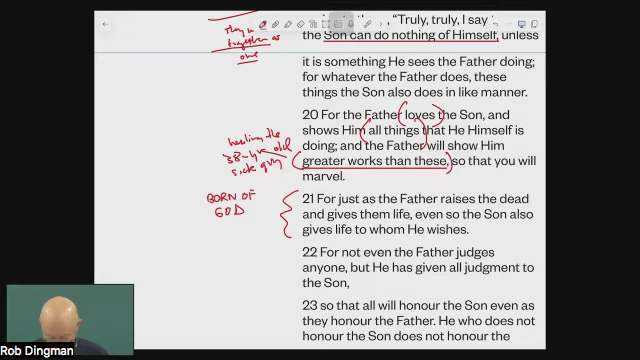 "Truly, truly, I say
the Son can do nothing of Himself, unless
They
together as
one
it is something He sees the Father doing;
for whatever the Father does, these
things the Son also does in like manner.
20 For the Father loves the Son, and
shows Him all things that He Himself is
doing; and the Father will show Him
greater works than these, so that you will
marvel.
healing the
38-yr old
sick guy
BORN OF
GOD
21 For just as the Father raises the dead
and gives them life, even so the Son also
gives life to whom He wishes.
22 For not even the Father judges
anyone, but He has given all judgment to
the Son,
23 so that all will honour the Son even as
they honour the Father. He who does not
honour the Son does not honour the
Rob Dingman